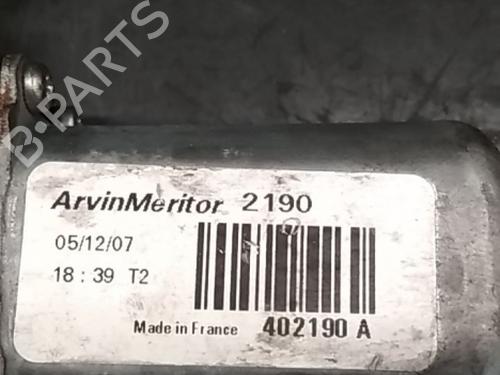 B-PARTS
ArvinMeritor 2190
05/12/07
18 : 39 T2
Made in France 402190 A